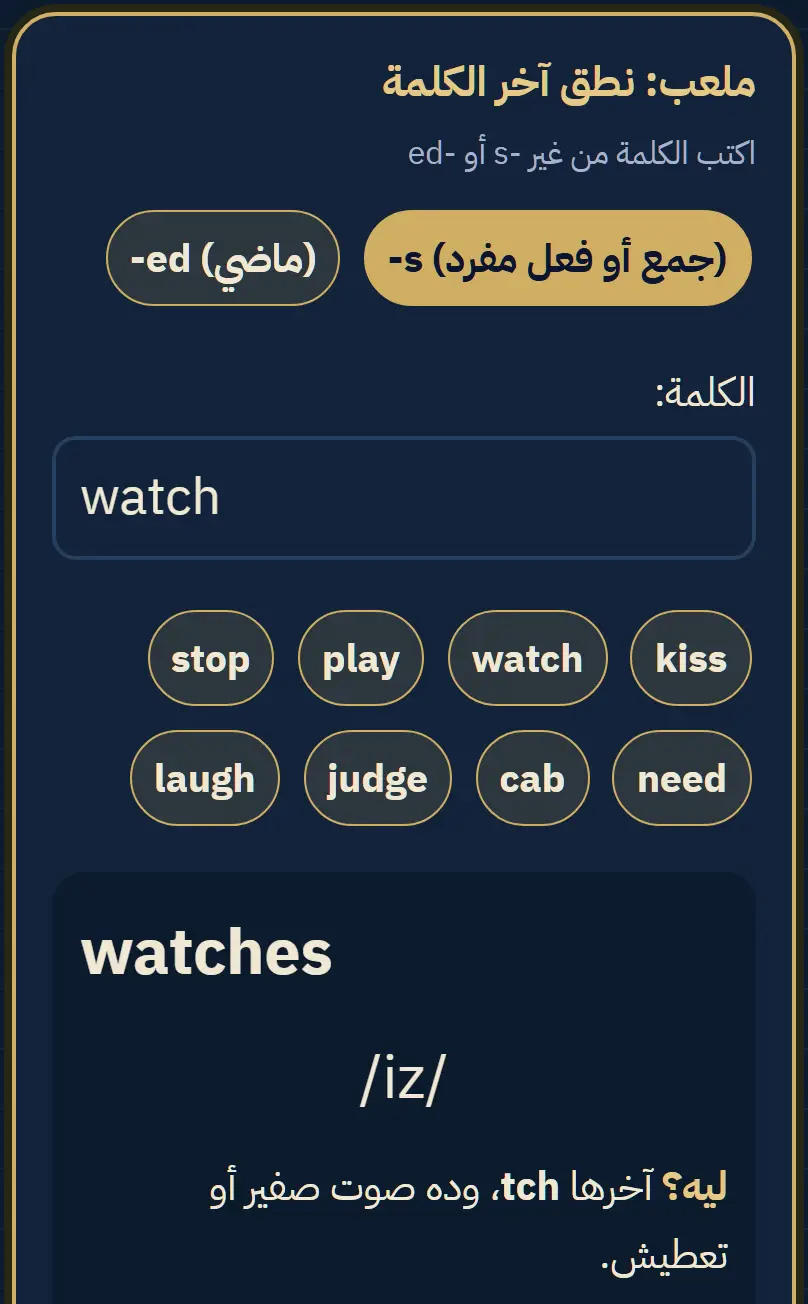 ملعب: نطق آخر الكلمة
اكتب الكلمة من غير -s أو -ed
(جمع أو فعل مفرد) s-
(ماضي) ed-
الكلمة:
watch
kiss
watch
play
stop
need
cab
judge
laugh
watches
/iz/
ليه؟ آخرها tch، وده صوت صفير أو
تعطيش.